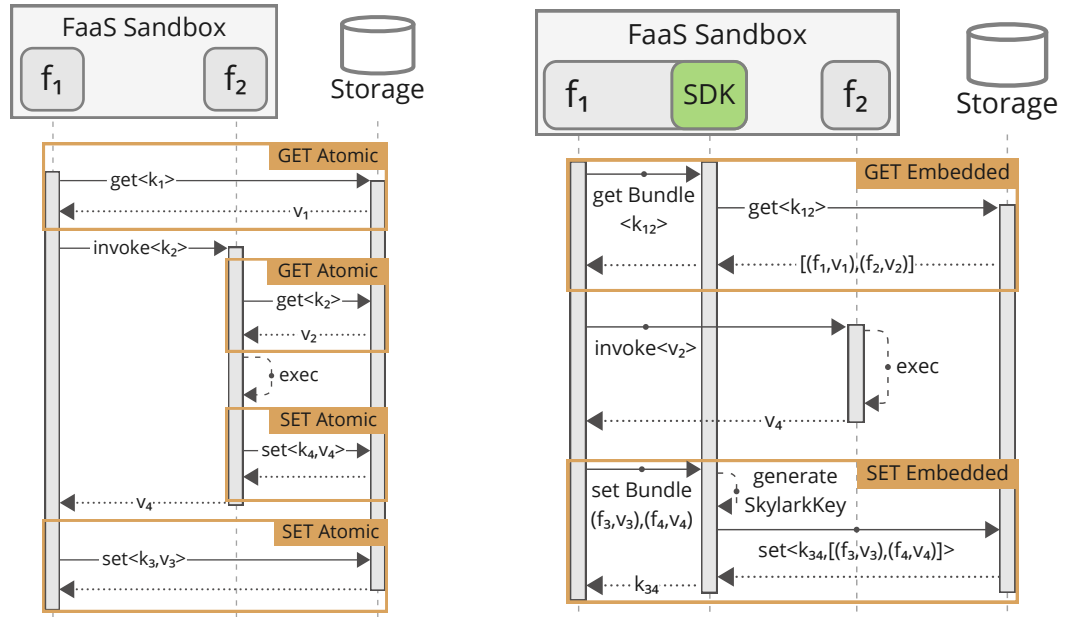 FaaS Sandbox
f₁
f₂
Storage
GET Atomic
get<k₁>
v₁
invoke<k₂>
GET Atomic
get<k₂>
v₂
exec
SET Atomic
set<k₄,v₄>
v₄
SET Atomic
set<k₃,v₃>
FaaS Sandbox
f₁
SDK
f₂
Storage
GET Embedded
get Bundle
<k₁₂>
get<k₁₂>
[(f₁,v₁),(f₂,v₂)]
invoke<v₂>
exec
v₄
SET Embedded
set Bundle
(f₃,v₃),(f₄,v₄)
generate
SkylarkKey
set<k₃₄,[(f₃,v₃),(f₄,v₄)]>
k₃₄